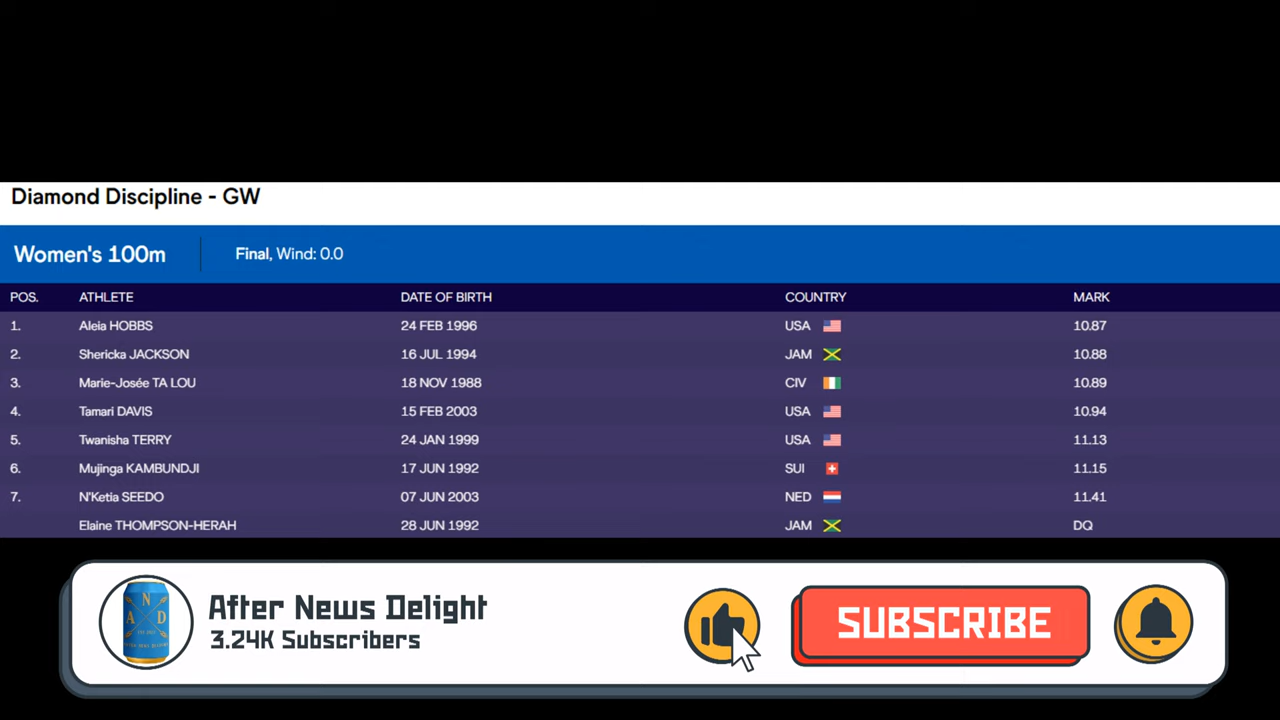 Diamond Discipline - GW
Women's 100m Final, Wind: 0.0
POS. ATHLETE DATE OF BIRTH COUNTRY MARK
1. Aleia HOBBS 24 FEB 1996 USA 10.87
2. Shericka JACKSON 16 JUL 1994 JAM 10.88
3. Marie-Josée TA LOU 18 NOV 1988 CIV 10.89
4. Tamari DAVIS 15 FEB 2003 USA 10.94
5. Twanisha TERRY 24 JAN 1999 USA 11.13
6. Mujinga KAMBUNDJI 17 JUN 1992 SUI 11.15
7. N'Ketia SEEDO 07 JUN 2003 NED 11.41
Elaine THOMPSON-HERAH 28 JUN 1992 JAM DQ
N
A D
After News Delight
3.24K Subscribers
SUBSCRIBE